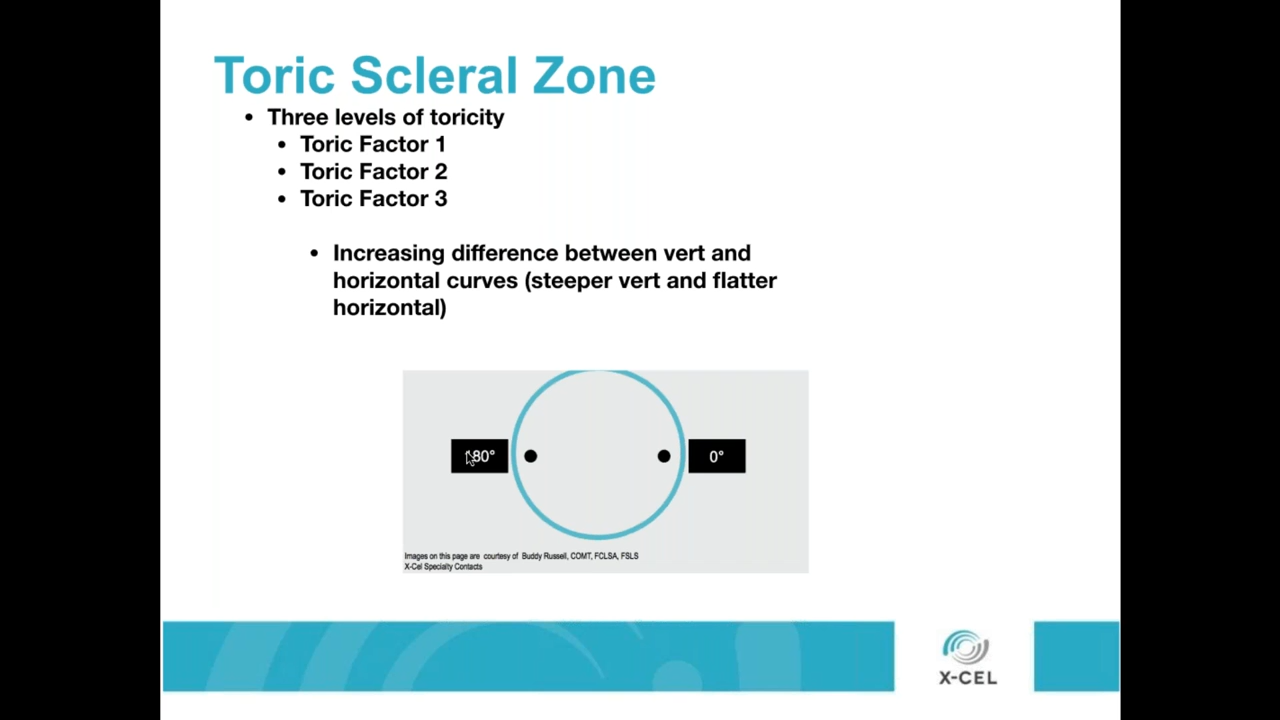 Toric Scleral Zone
• Three levels of toricity
• Toric Factor 1
• Toric Factor 2
• Toric Factor 3
• Increasing difference between vert and
horizontal curves (steeper vert and flatter
horizontal)
180°
0°
Images on this page are courtesy of Buddy Russell, COMT, FCLSA, FSLS
X-Cel Specialty Contacts
X-CEL